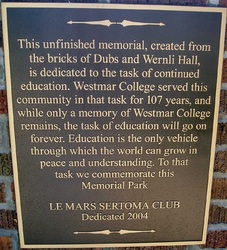 This unfinished memorial, created from
the bricks of Dubs and Wernli Hall,
is dedicated to the task of continued
education. Westmar College served this
community in that task for 107 years, and
while only a memory of Westmar College
remains, the task of education will go on
forever. Education is the only vehicle
through which the world can grow in
peace and understanding. To that
task we commemorate this
Memorial Park
LE MARS SERTOMA CLUB
Dedicated 2004